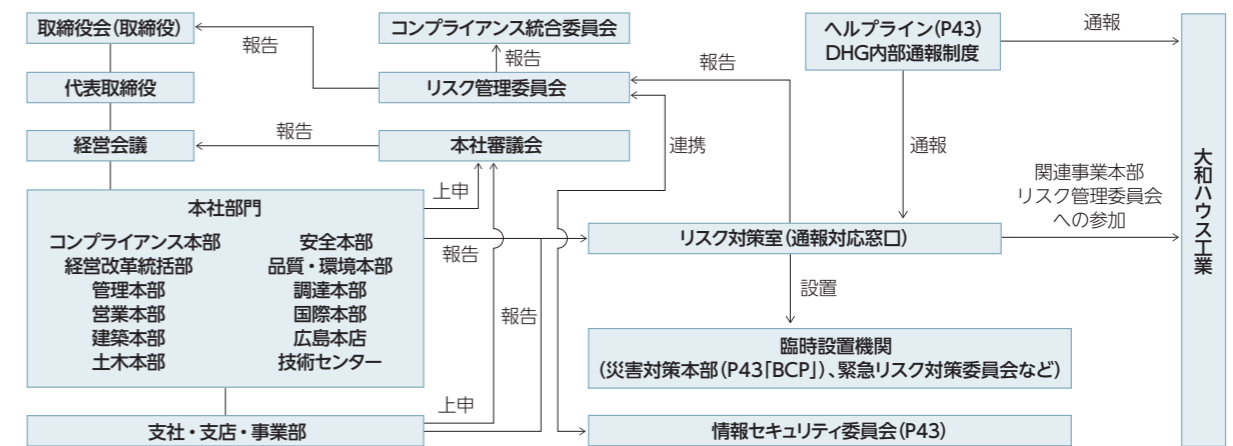 取締役会(取締役)
報告
コンプライアンス統合委員会
報告
ヘルプライン(P43)
DHG内部通報制度
通報
代表取締役
リスク管理委員会
報告
経営会議
報告
本社審議会
連携
通報
上申
関連事業本部
リスク管理委員会
への参加
大和ハウス工業
本社部門
コンプライアンス本部
安全本部
経営改革統括部
品質・環境本部
管理本部
調達本部
営業本部
国際本部
建築本部
広島本店
土木本部
技術センター
報告
リスク対策室(通報対応窓口)
設置
報告
臨時設置機関
(災害対策本部(P43「BCP」)、緊急リスク対策委員会など)
上申
支社・支店・事業部
情報セキュリティ委員会(P43)